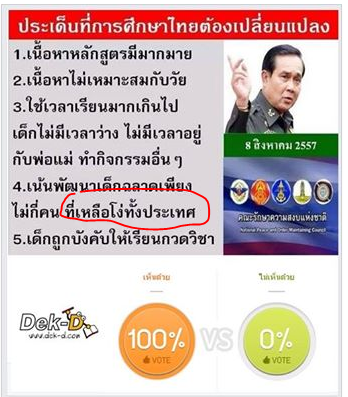 ประเด็นที่การศึกษาไทยต้องเปลี่ยนแปลง
1.เนื้อหาหลักสูตรมีมากมาย
2.เนื้อหาไม่เหมาะสมกับวัย
3.ใช้เวลาเรียนมากเกินไป
เด็กไม่มีเวลาว่าง ไม่มีเวลาอยู่
กับพ่อแม่ ทำกิจกรรมอื่น ๆ
4.เน้นพัฒนาเด็กฉลาดเพียง
ไม่กี่คน ที่เหลือโง่ทั้งประเทศ
5.เด็กถูกบังคับให้เรียนกวดวิชา
8 สิงหาคม 2557
คณะรักษาความสงบแห่งชาติ
National Peace and Order Maintaining Council
Dek-D
www.dek-d.com
เห็นด้วย
100%
VOTE
VS
ไม่เห็นด้วย
0%
VOTE